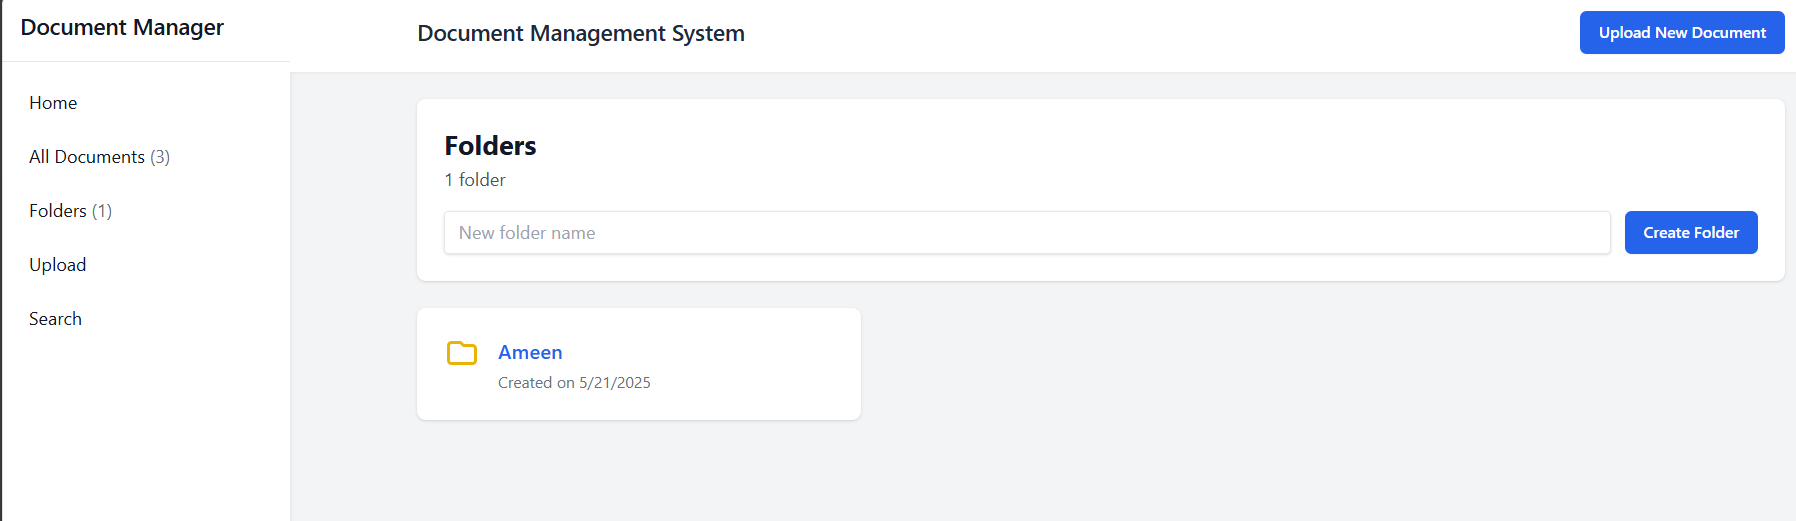 Document Manager
Home
All Documents (3)
Folders (1)
Upload
Search
Document Management System
Upload New Document
Folders
1 folder
New folder name
Create Folder
Ameen
Created on 5/21/2025